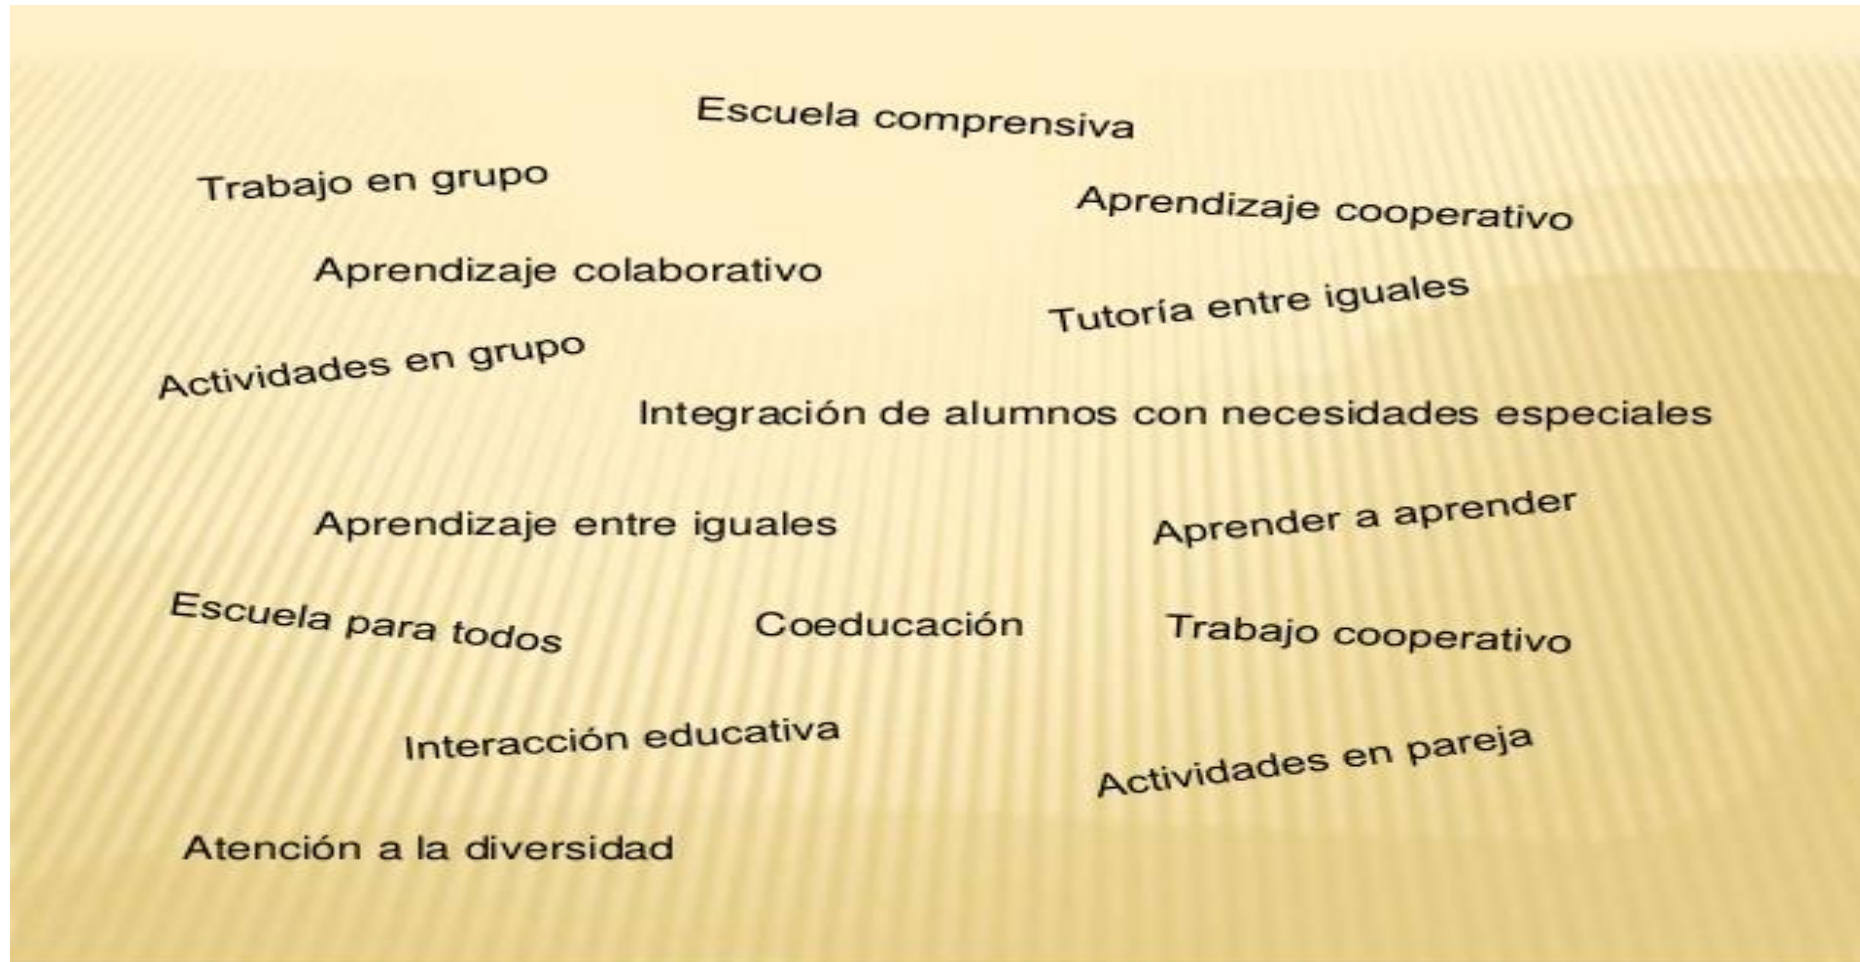 Escuela comprensiva
Trabajo en grupo
Aprendizaje cooperativo
Aprendizaje colaborativo
Tutoría entre iguales
Actividades en grupo
Integración de alumnos con necesidades especiales
Aprendizaje entre iguales
Aprender a aprender
Escuela para todos
Coeducación
Trabajo cooperativo
Interacción educativa
Actividades en pareja
Atención a la diversidad